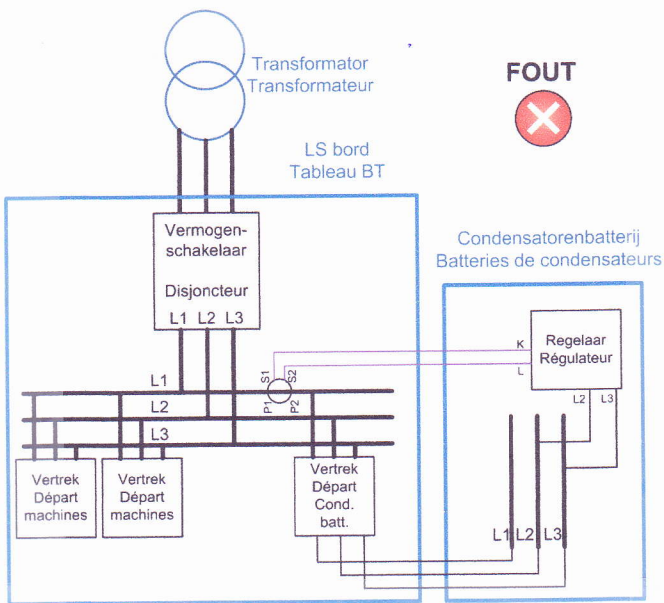 Transformator
Transformateur
FOUT
LS bord
Tableau BT
Vermogen-
schakelaar
Disjoncteur
L1 L2 L3
Condensatorenbatterij
Batteries de condensateurs
Regelaar
Régulateur
K
L
L2 L3
S1 S2
P1 P2
L1
L2
L3
Vertrek
Départ
machines
Vertrek
Départ
machines
Vertrek
Départ
Cond.
batt.
L1 L2 L3